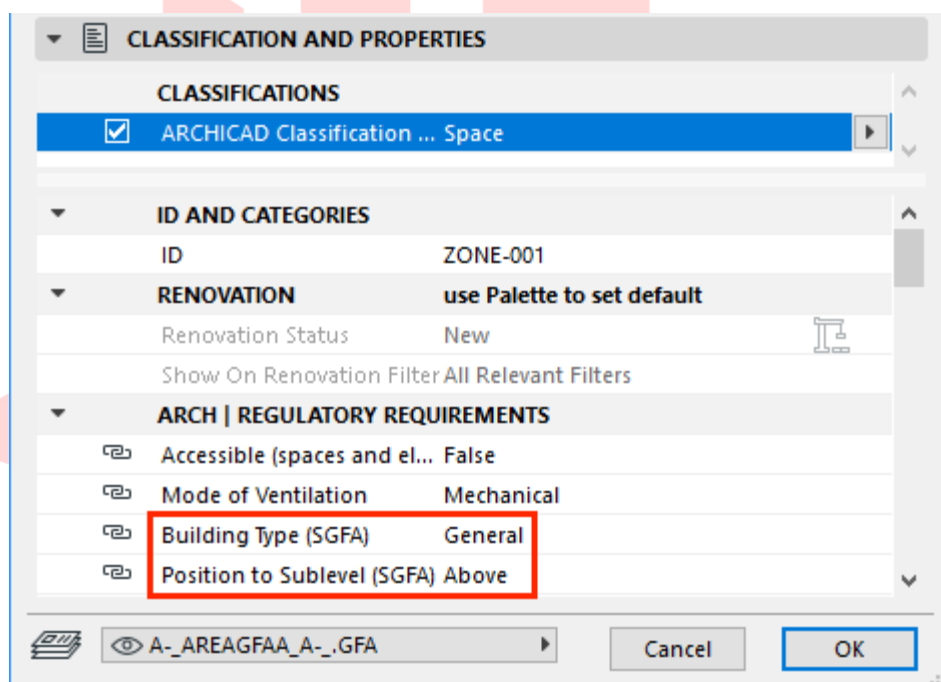 CLASSIFICATION AND PROPERTIES
CLASSIFICATIONS
ARCHICAD Classification ... Space
ID AND CATEGORIES
ID ZONE-001
RENOVATION use Palette to set default
Renovation Status New
Show On Renovation Filter All Relevant Filters
ARCH | REGULATORY REQUIREMENTS
Accessible (spaces and el... False
Mode of Ventilation Mechanical
Building Type (SGFA) General
Position to Sublevel (SGFA) Above
A-_AREAGFAA_A-_.GFA Cancel OK